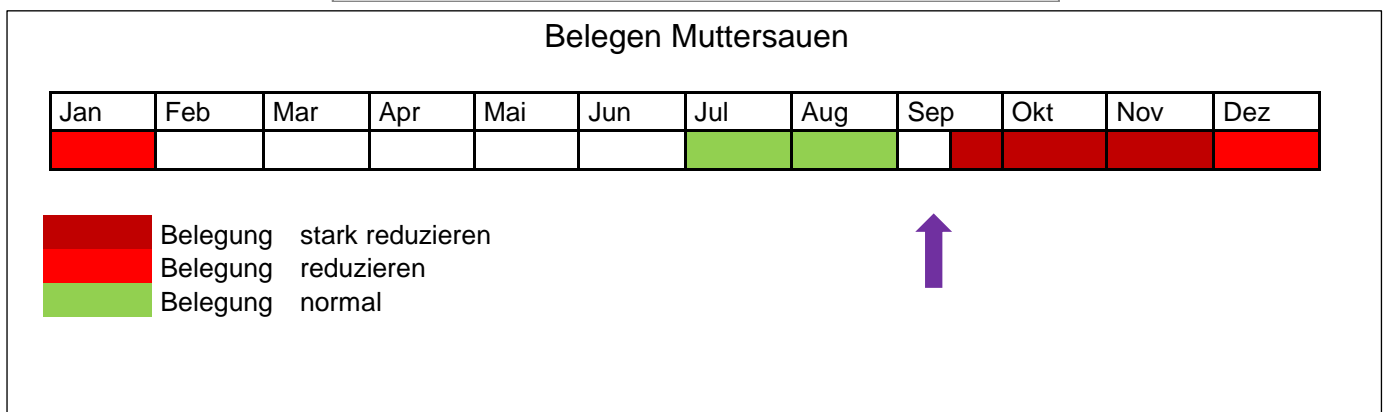 Belegen Muttersauen
Jan Feb Mar Apr Mai Jun Jul Aug Sep Okt Nov Dez
Belegung stark reduzieren
Belegung reduzieren
Belegung normal